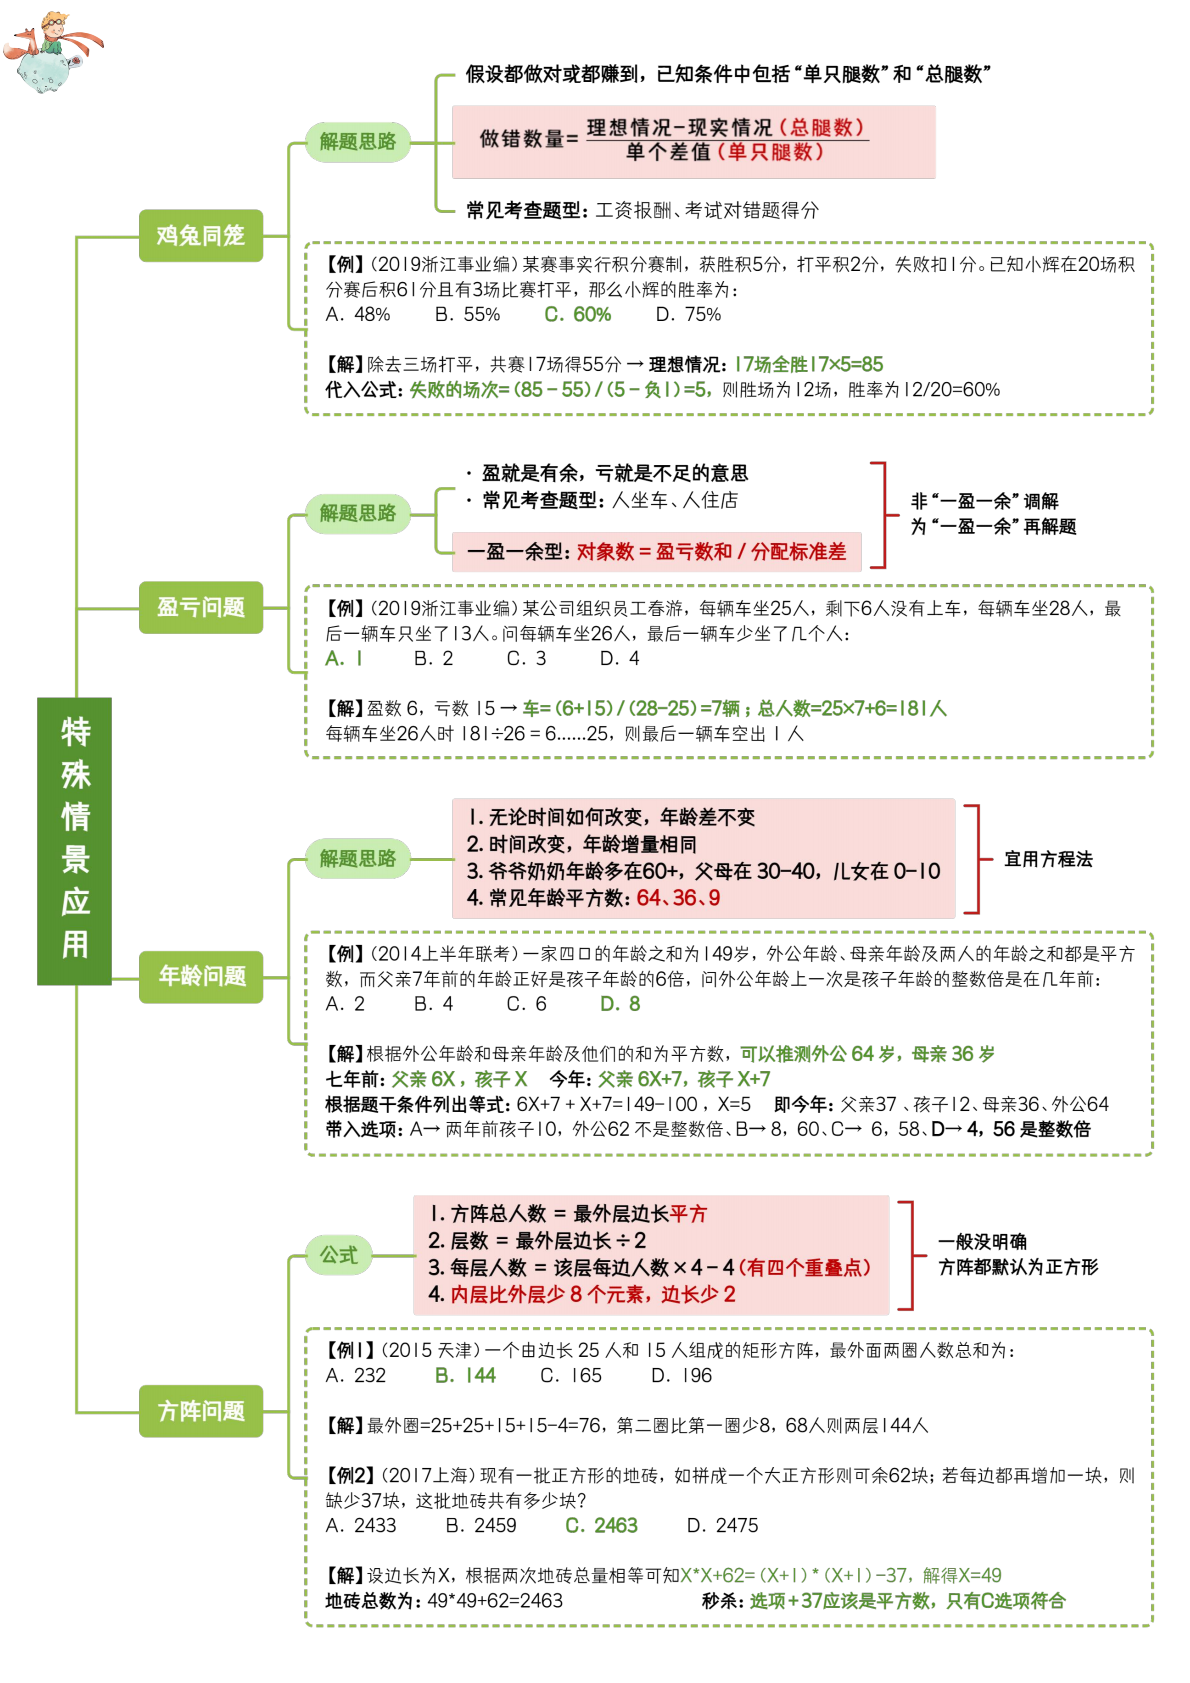 特殊情景应用
鸡兔同笼
解题思路
假设都做对或都赚到，已知条件中包括“单只腿数”和“总腿数”
做错数量= 理想情况-现实情况（总腿数）
单个差值（单只腿数）
常见考查题型：工资报酬、考试对错题得分
【例】（2019浙江事业编）某赛事实行积分赛制，获胜积5分，打平积2分，失败扣1分。已知小辉在20场积
分赛后积61分且有3场比赛打平，那么小辉的胜率为：
A. 48% B. 55% C. 60% D. 75%
【解】除去三场打平，共赛17场得55分 → 理想情况：17场全胜17×5=85
代入公式：失败的场次=（85-55）/（5-负1）=5，则胜场为12场，胜率为12/20=60%
盈亏问题
解题思路
· 盈就是有余，亏就是不足的意思
· 常见考查题型：人坐车、人住店
一盈一余型：对象数 = 盈亏数和 / 分配标准差
非“一盈一余”调解
为“一盈一余”再解题
【例】（2019浙江事业编）某公司组织员工春游，每辆车坐25人，剩下6人没有上车，每辆车坐28人，最
后一辆车只坐了13人。问每辆车坐26人，最后一辆车少坐了几个人：
A. 1 B. 2 C. 3 D. 4
【解】盈数 6，亏数 15 → 车=（6+15）/（28-25）=7辆；总人数=25×7+6=181人
每辆车坐26人时 181÷26 = 6......25，则最后一辆车空出 1 人
年龄问题
解题思路
1. 无论时间如何改变，年龄差不变
2. 时间改变，年龄增量相同
3. 爷爷奶奶年龄多在60+，父母在 30-40，儿女在 0-10
4. 常见年龄平方数：64、36、9
宜用方程法
【例】（2014上半年联考）一家四口的年龄之和为149岁，外公年龄、母亲年龄及两人的年龄之和都是平方
数，而父亲7年前的年龄正好是孩子年龄的6倍，问外公年龄上一次是孩子年龄的整数倍是在几年前：
A. 2 B. 4 C. 6 D. 8
【解】根据外公年龄和母亲年龄及他们的和为平方数，可以推测外公 64 岁，母亲 36 岁
七年前：父亲 6X，孩子 X 今年：父亲 6X+7，孩子 X+7
根据题干条件列出等式：6X+7 + X+7=149-100，X=5 即今年：父亲37 、孩子12、母亲36、外公64
带入选项：A→ 两年前孩子10，外公62 不是整数倍、B→ 8，60、C→ 6，58、D→ 4，56 是整数倍
方阵问题
公式
1. 方阵总人数 = 最外层边长平方
2. 层数 = 最外层边长 ÷ 2
3. 每层人数 = 该层每边人数 × 4 - 4（有四个重叠点）
4. 内层比外层少 8 个元素，边长少 2
一般没明确
方阵都默认为正方形
【例1】（2015 天津）一个由边长 25 人和 15 人组成的矩形方阵，最外面两圈人数总和为：
A. 232 B. 144 C. 165 D. 196
【解】最外圈=25+25+15+15-4=76，第二圈比第一圈少8，68人则两层144人
【例2】（2017上海）现有一批正方形的地砖，如拼成一个大正方形则可余62块；若每边都再增加一块，则
缺少37块，这批地砖共有多少块？
A. 2433 B. 2459 C. 2463 D. 2475
【解】设边长为X，根据两次地砖总量相等可知X*X+62=（X+1）*（X+1）-37，解得X=49
地砖总数为：49*49+62=2463 秒杀：选项+37应该是平方数，只有C选项符合